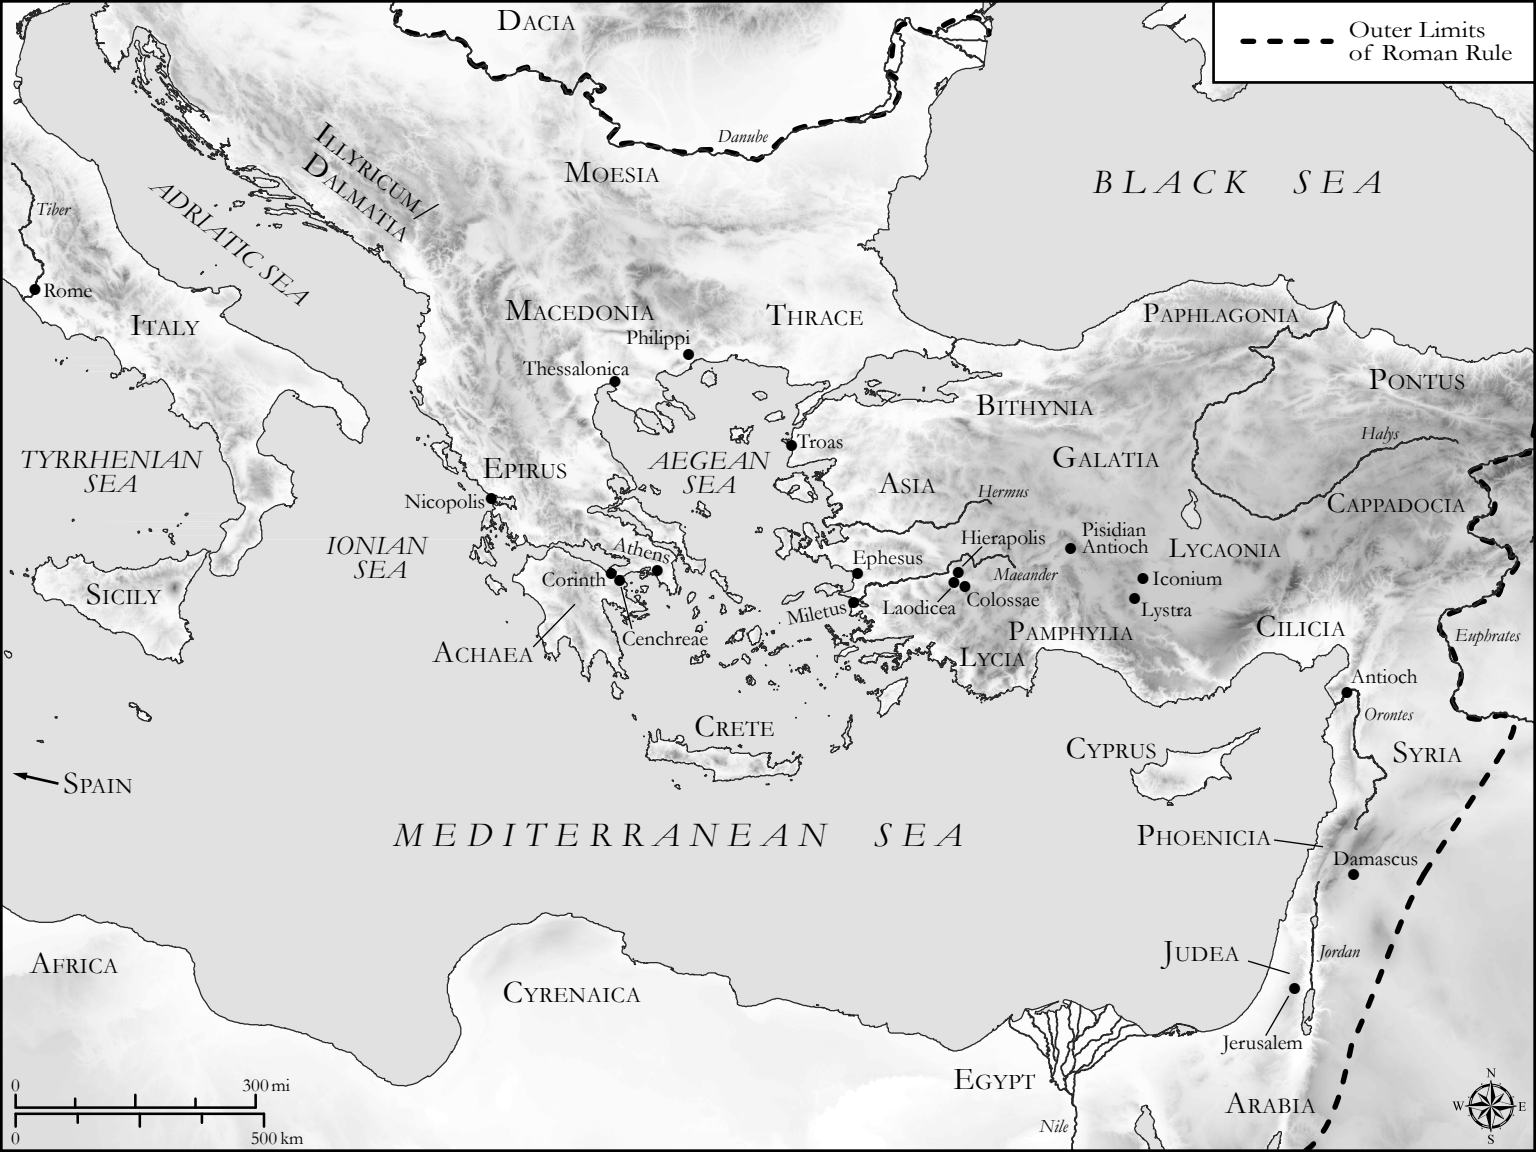 DACIA
Outer Limits
of Roman Rule
Danube
MOESIA
ILLYRICUM/
DALMATIA
BLACK SEA
Tiber
ADRIATIC SEA
Rome
ITALY
MACEDONIA
THRACE
PAPHLAGONIA
Philippi
Thessalonica
PONTUS
BITHYNIA
Halys
Troas
TYRRHENIAN
SEA
EPIRUS
AEGEAN
SEA
GALATIA
ASIA
Hermus
CAPPADOCIA
Nicopolis
IONIAN
SEA
Athens
Corinth
Cenchreae
ACHAEA
Ephesus
Hierapolis
Maeander
Miletus
Laodicea
Colossae
Pisidian
Antioch
LYCAONIA
Iconium
Lystra
SICILY
PAMPHYLIA
LYCIA
CILICIA
Euphrates
Antioch
Orontes
CRETE
CYPRUS
SYRIA
SPAIN
MEDITERRANEAN SEA
PHOENICIA
Damascus
JUDEA
Jordan
AFRICA
CYRENAICA
Jerusalem
EGYPT
Nile
ARABIA
0 300 mi
0 500 km
N
W E
S